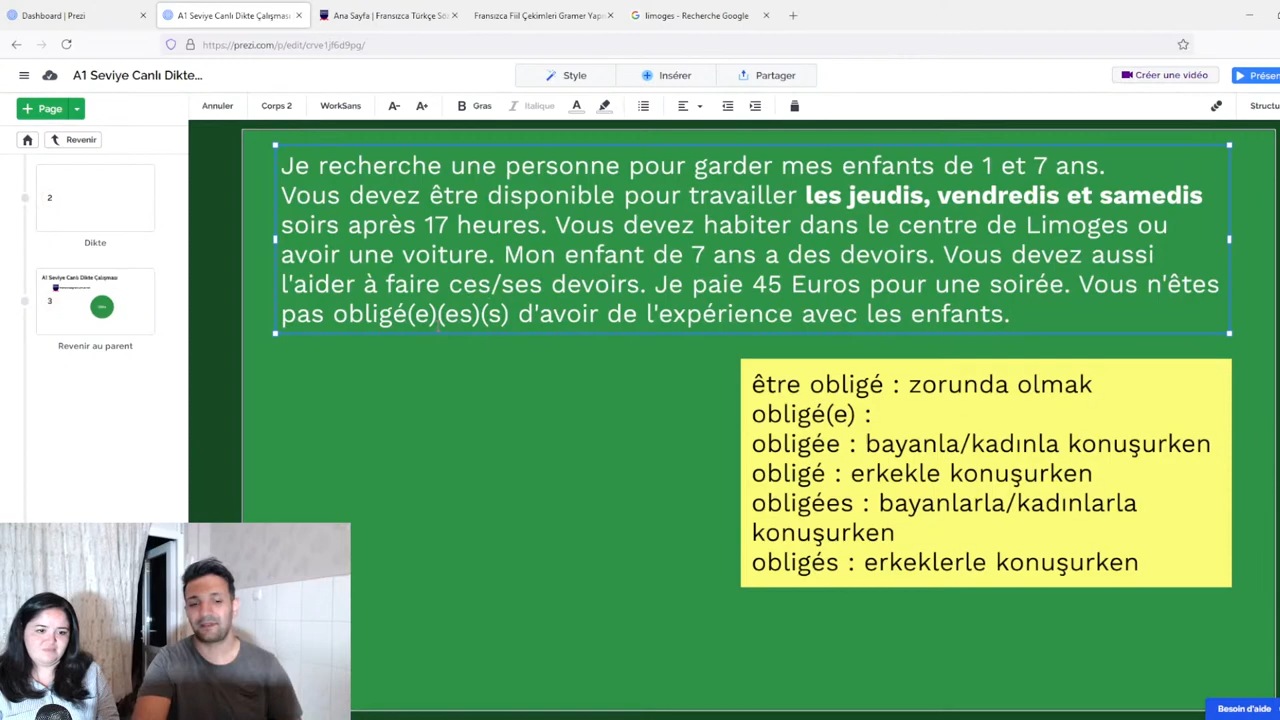 Dashboard | Prezi
A1 Seviye Canlı Dikte Çalışması
Ana Sayfa | Fransızca Türkçe Söz
Fransızca Fiil Çekimleri Gramer Yapı
limoges - Recherche Google
https://prezi.com/p/edit/crve1jf6d9pg/
A1 Seviye Canlı Dikte...
Style
Insérer
Partager
Créer une vidéo
Présen
Page
Annuler
Corps 2
WorkSans
A-
A+
B Gras
I Italique
A
Structu
Revenir
2
Dikte
A1 Seviye Canlı Dikte Çalışması
3
Revenir au parent
Je recherche une personne pour garder mes enfants de 1 et 7 ans.
Vous devez être disponible pour travailler les jeudis, vendredis et samedis
soirs après 17 heures. Vous devez habiter dans le centre de Limoges ou
avoir une voiture. Mon enfant de 7 ans a des devoirs. Vous devez aussi
l'aider à faire ces/ses devoirs. Je paie 45 Euros pour une soirée. Vous n'êtes
pas obligé(e)(es)(s) d'avoir de l'expérience avec les enfants.
être obligé : zorunda olmak
obligé(e) :
obligée : bayanla/kadınla konuşurken
obligé : erkekle konuşurken
obligées : bayanlarla/kadınlarla
konuşurken
obligés : erkeklerle konuşurken
Besoin d'aide